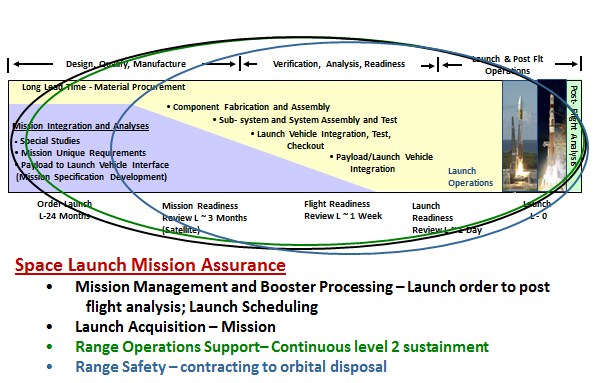 Design, Qualify, Manufacture
Verification, Analysis, Readiness
Launch & Post Flt
Operations
Long Lead Time - Material Procurement
• Component Fabrication and Assembly
• Sub- system and System Assembly and Test
• Launch Vehicle Integration, Test,
Checkout
• Payload/Launch Vehicle
Integration
Mission Integration and Analyses
• Special Studies
• Mission Unique Requirements
• Payload to Launch Vehicle Interface
(Mission Specification Development)
Launch
Operations
Post- Flight Analysis
Order Launch
L-24 Months
Mission Readiness
Review L ~ 3 Months
(Satellite)
Flight Readiness
Review L ~ 1 Week
Launch
Readiness
Review L ~ 1 Day
Launch
L - 0
Space Launch Mission Assurance
• Mission Management and Booster Processing – Launch order to post
flight analysis; Launch Scheduling
• Launch Acquisition – Mission
• Range Operations Support– Continuous level 2 sustainment
• Range Safety – contracting to orbital disposal